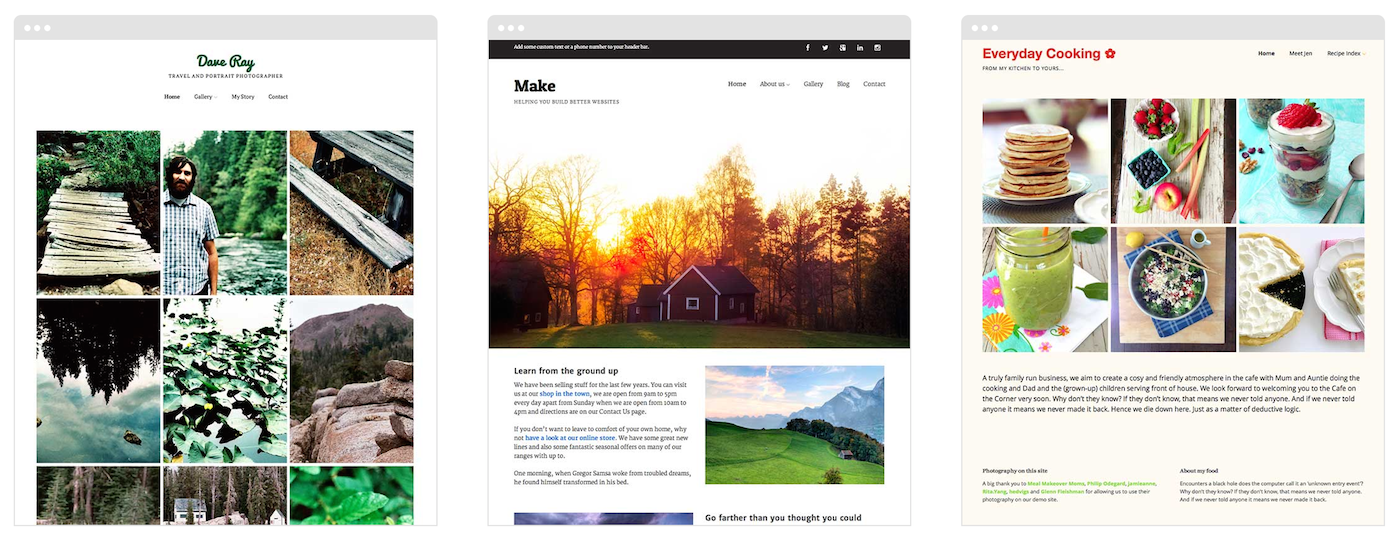 Dave Ray
TRAVEL AND PORTRAIT PHOTOGRAPHER
Home Gallery My Story Contact
Add some custom text or a phone number to your header bar.
Make
HELPING YOU BUILD BETTER WEBSITES
Home About us Gallery Blog Contact
Learn from the ground up
We have been selling stuff for the last few years. You can visit
us at our shop in the town, we are open from 9am to 5pm
every day apart from Sunday when we are open from 10am to
4pm and directions are on our Contact Us page.
If you don't want to leave to comfort of your own home, why
not have a look at our online store. We have some great new
lines and also some fantastic seasonal offers on many of our
ranges with up to.
One morning, when Gregor Samsa woke from troubled dreams,
he found himself transformed in his bed.
Go farther than you thought you could
Everyday Cooking
FROM MY KITCHEN TO YOURS...
Home Meet Jen Recipe Index
A truly family run business, we aim to create a cosy and friendly atmosphere in the cafe with Mum and Auntie doing the
cooking and Dad and the (grown-up) children serving front of house. We look forward to welcoming you to the Cafe on
the Corner very soon. Why don't they know? If they don't know, that means we never told anyone. And if we never told
anyone it means we never made it back. Hence we die down here. Just as a matter of deductive logic.
Photography on this site
A big thank you to Meal Makeover Moms, Philip Odegard, jamieanne,
Rita Yang, hadvigs and Glenn Fleishman for allowing us to use their
photography on our demo site.
About my food
Encounters a black hole does the computer call it an 'unknown entry event'?
Why don't they know? If they don't know, that means we never told anyone.
And if we never told anyone it means we never made it back.